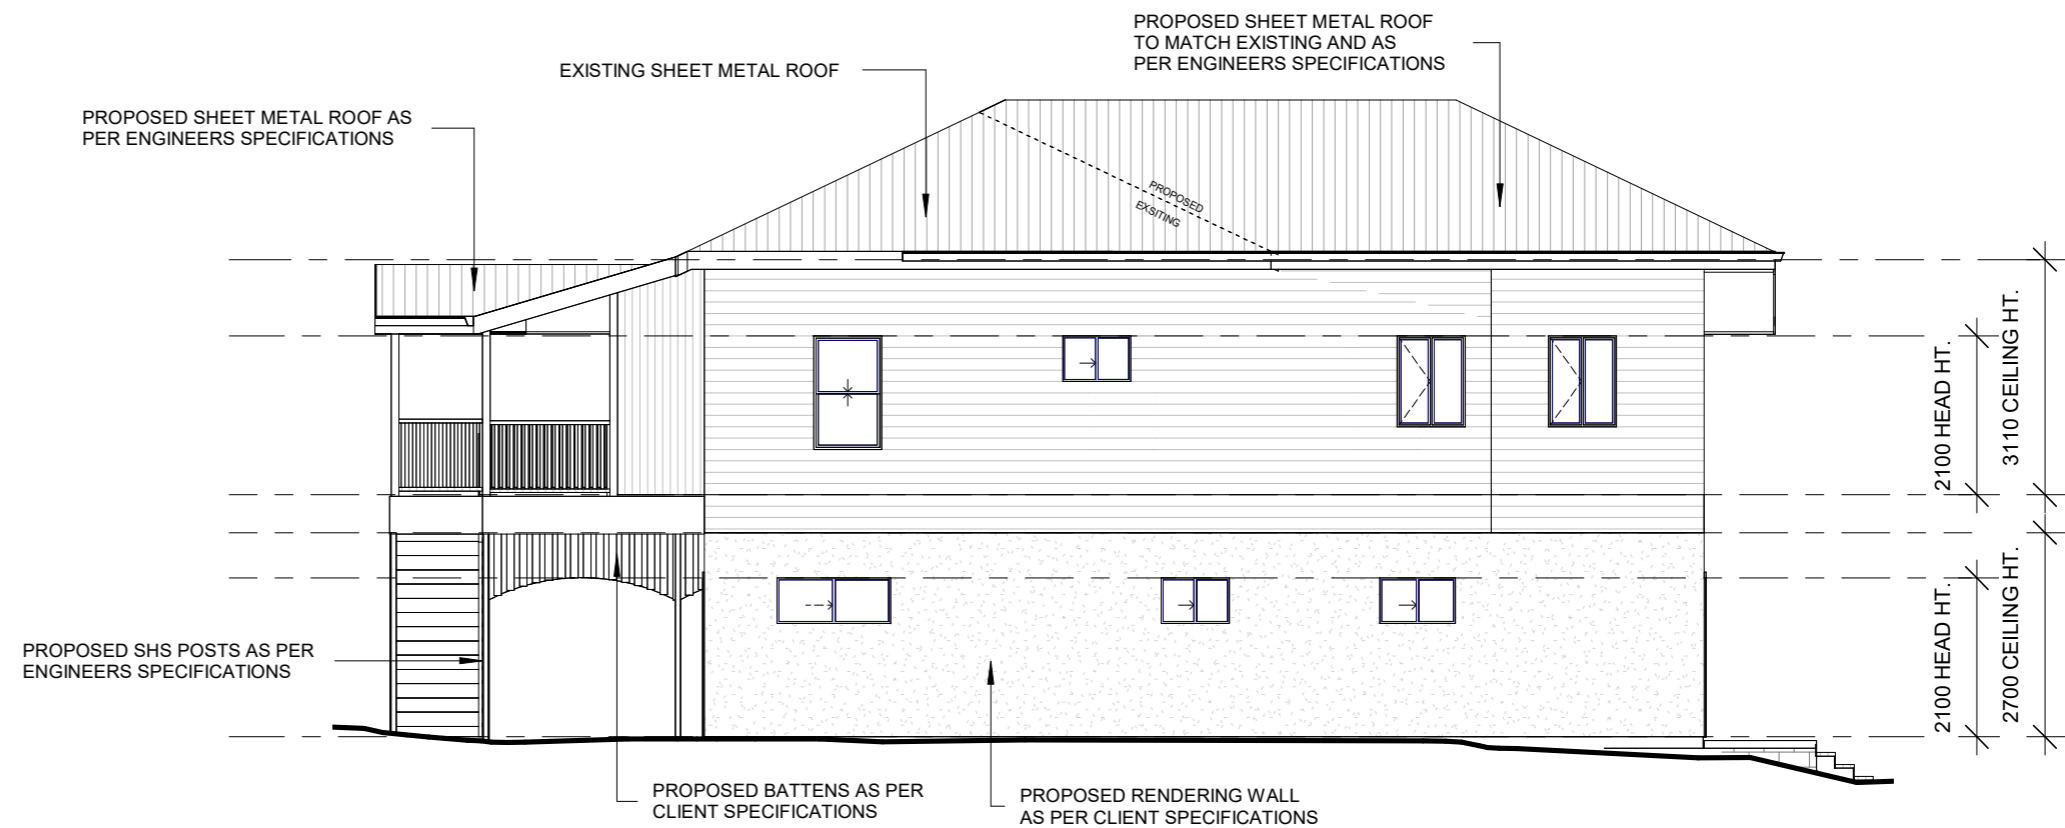 PROPOSED SHEET METAL ROOF
TO MATCH EXISTING AND AS
PER ENGINEERS SPECIFICATIONS
EXISTING SHEET METAL ROOF
PROPOSED SHEET METAL ROOF AS
PER ENGINEERS SPECIFICATIONS
PROPOSED
EXSITING
2100 HEAD HT.
3110 CEILING HT.
2100 HEAD HT.
2700 CEILING HT.
PROPOSED SHS POSTS AS PER
ENGINEERS SPECIFICATIONS
PROPOSED BATTENS AS PER
CLIENT SPECIFICATIONS
PROPOSED RENDERING WALL
AS PER CLIENT SPECIFICATIONS